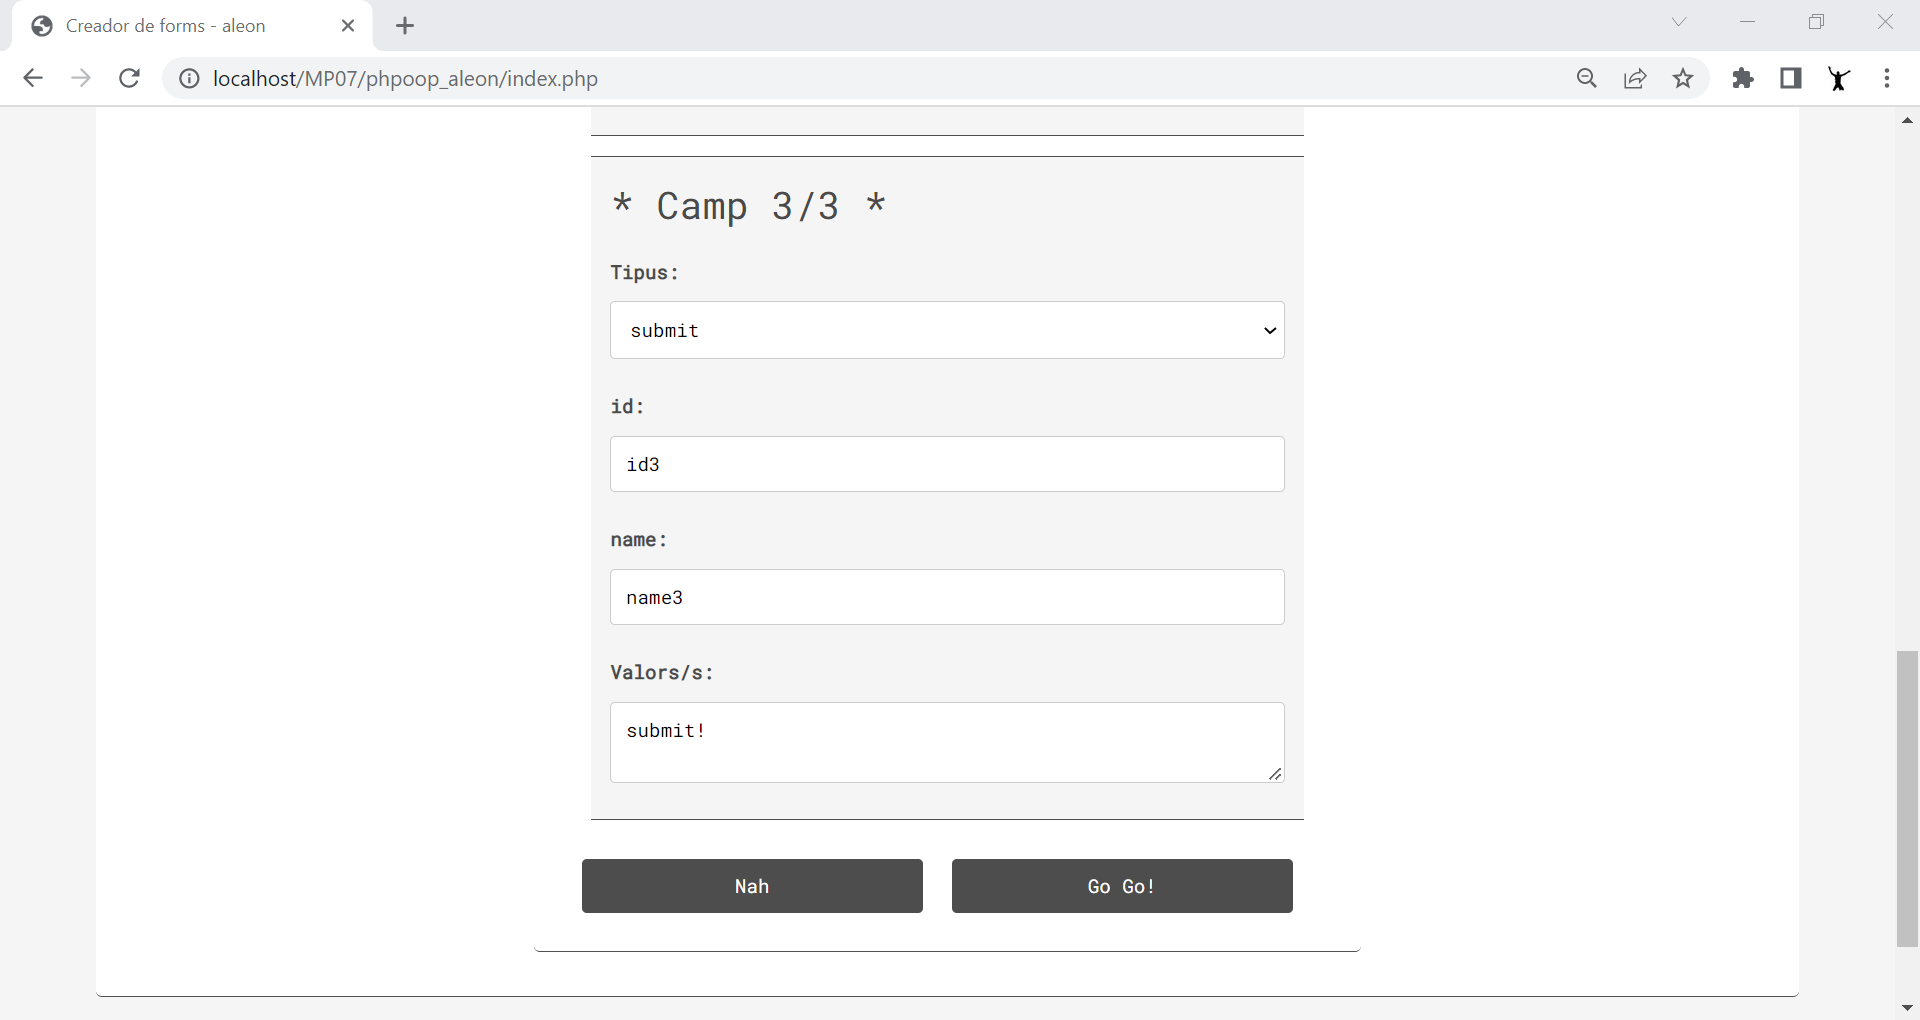 Creador de forms - aleon
localhost/MP07/phpoop_aleon/index.php
* Camp 3/3 *
Tipus:
submit
id:
id3
name:
name3
Valors/s:
submit!
Nah
Go Go!